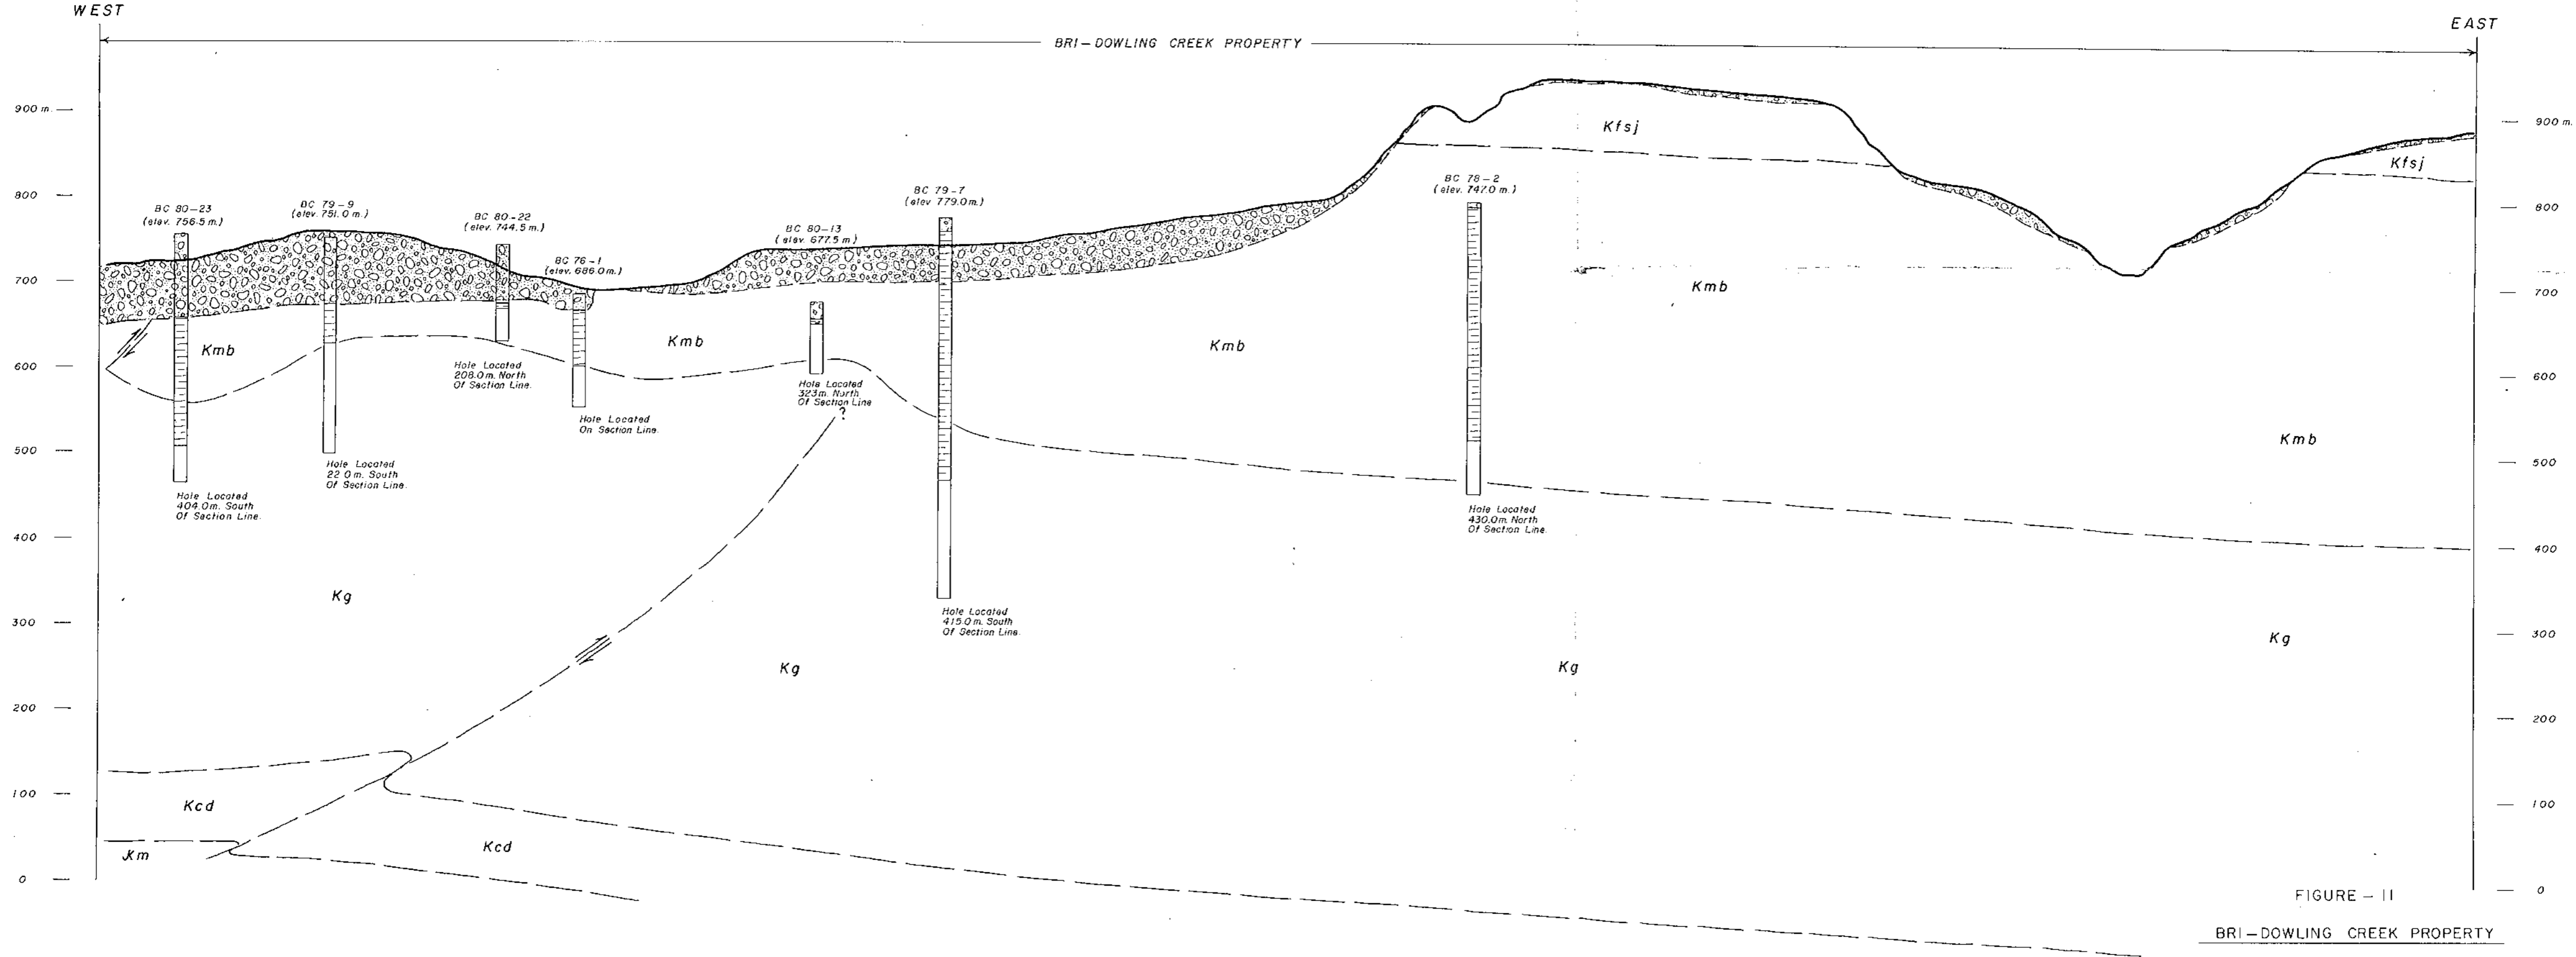 WEST
EAST
BRI-DOWLING CREEK PROPERTY
900 m.
800
700
600
500
400
300
200
100
0
BC 80-23
(elev. 756.5 m.)
BC 79-9
(elev. 751.0 m.)
BC 80-22
(elev. 744.5 m.)
BC 76-1
(elev. 686.0 m.)
BC 80-13
(elev. 677.5 m)
BC 79-7
(elev 779.0 m.)
BC 78-2
(elev. 747.0 m.)
Kfsj
Kfsj
Kmb
Kmb
Kmb
Kmb
Kmb
Hole Located
404.0 m. South
Of Section Line.
Hole Located
22 0 m. South
Of Section Line.
Hole Located
208.0 m. North
Of Section Line.
Hole Located
On Section Line.
Hole Located
323 m. North
Of Section Line
?
Hole Located
415.0 m. South
Of Section Line.
Hole Located
430.0 m. North
Of Section Line.
Kg
Kg
Kg
Kg
Kcd
Kcd
JKm
900 m.
800
700
600
500
400
300
200
100
0
FIGURE - 11
BRI-DOWLING CREEK PROPERTY